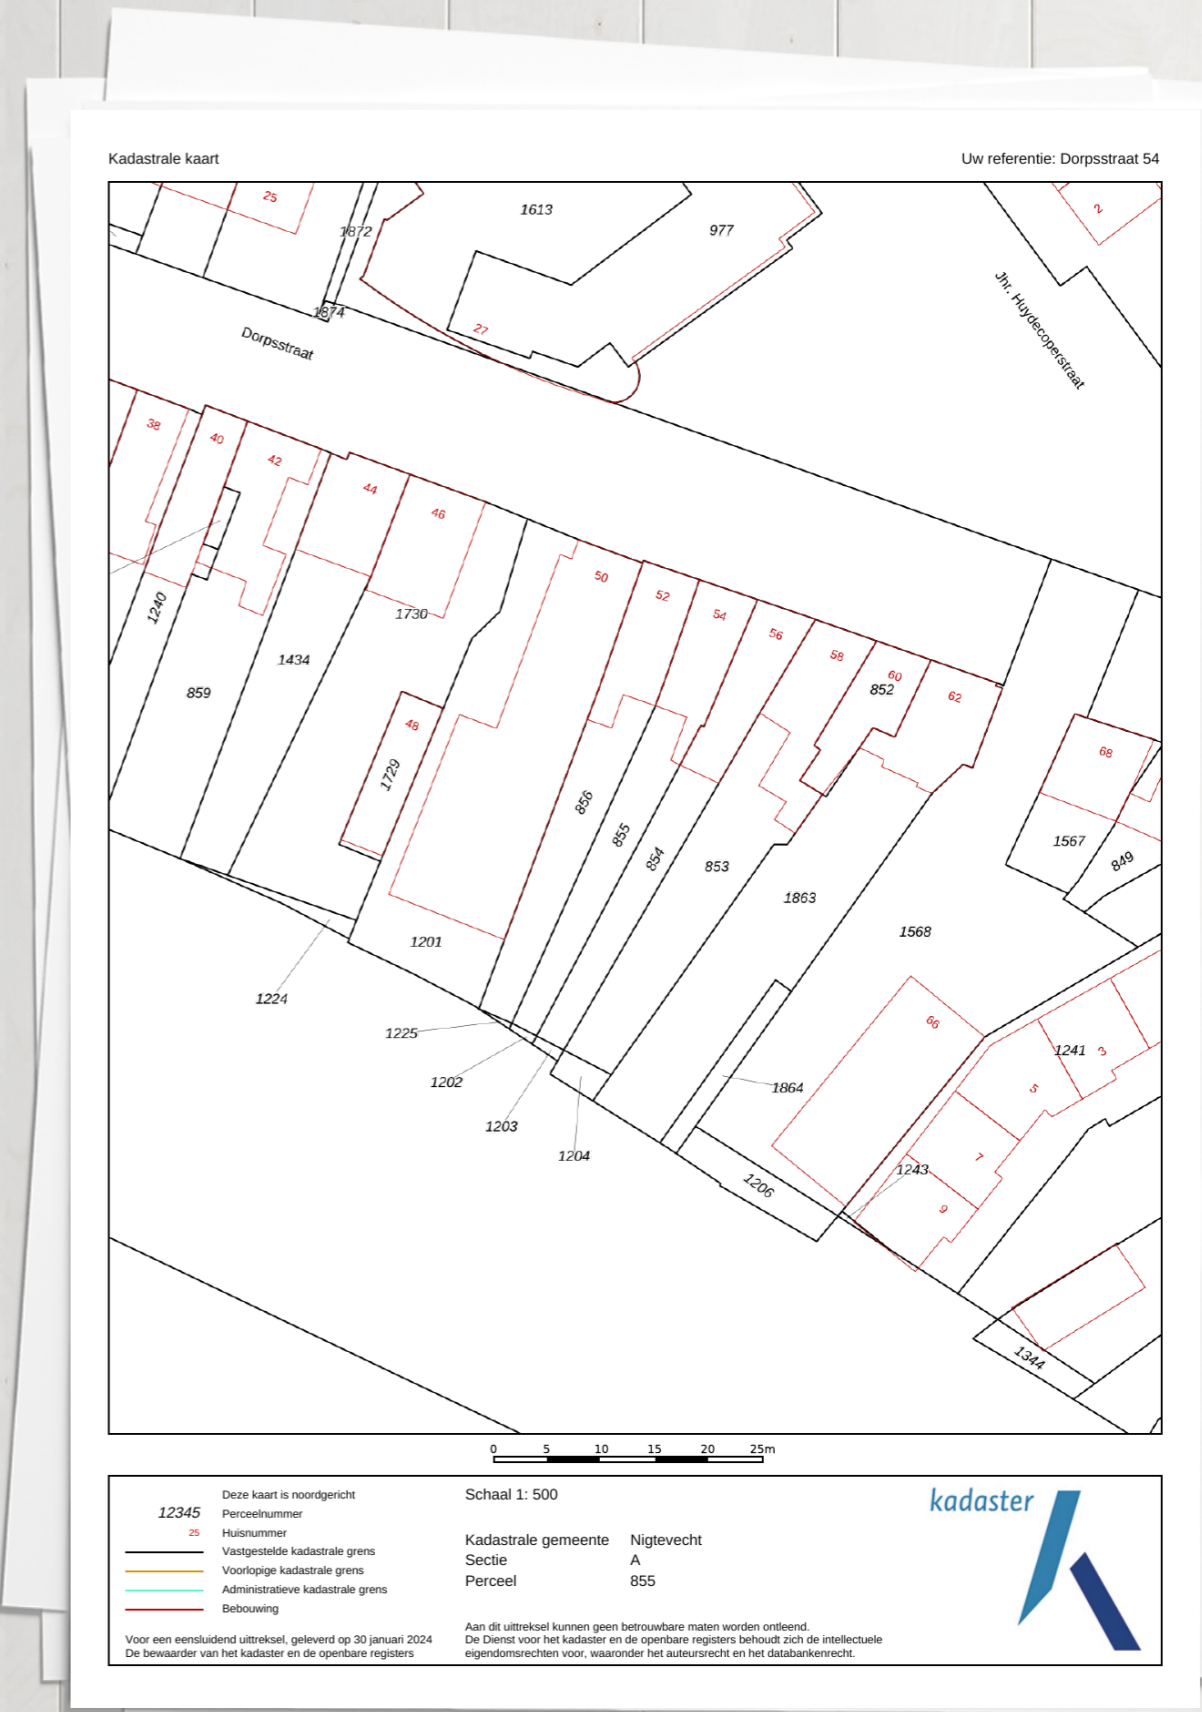 Kadastrale kaart
Uw referentie: Dorpsstraat 54
25
1872
1613
977
2
1874
27
Dorpsstraat
Jhr. Huydecoperstraat
38
40
42
44
46
50
52
54
56
58
60
852
62
1240
1730
1434
859
48
1729
68
856
855
854
853
1863
1568
1567
849
1201
1224
1225
1202
1203
1204
66
1241
3
5
1864
7
1243
1206
9
1344
0 5 10 15 20 25m
Deze kaart is noordgericht
12345 Perceelnummer
25 Huisnummer
Vastgestelde kadastrale grens
Voorlopige kadastrale grens
Administratieve kadastrale grens
Bebouwing
Voor een eensluidend uittreksel, geleverd op 30 januari 2024
De bewaarder van het kadaster en de openbare registers
Schaal 1: 500
Kadastrale gemeente Nigtevecht
Sectie A
Perceel 855
Aan dit uittreksel kunnen geen betrouwbare maten worden ontleend.
De Dienst voor het kadaster en de openbare registers behoudt zich de intellectuele
eigendomsrechten voor, waaronder het auteursrecht en het databankenrecht.
kadaster